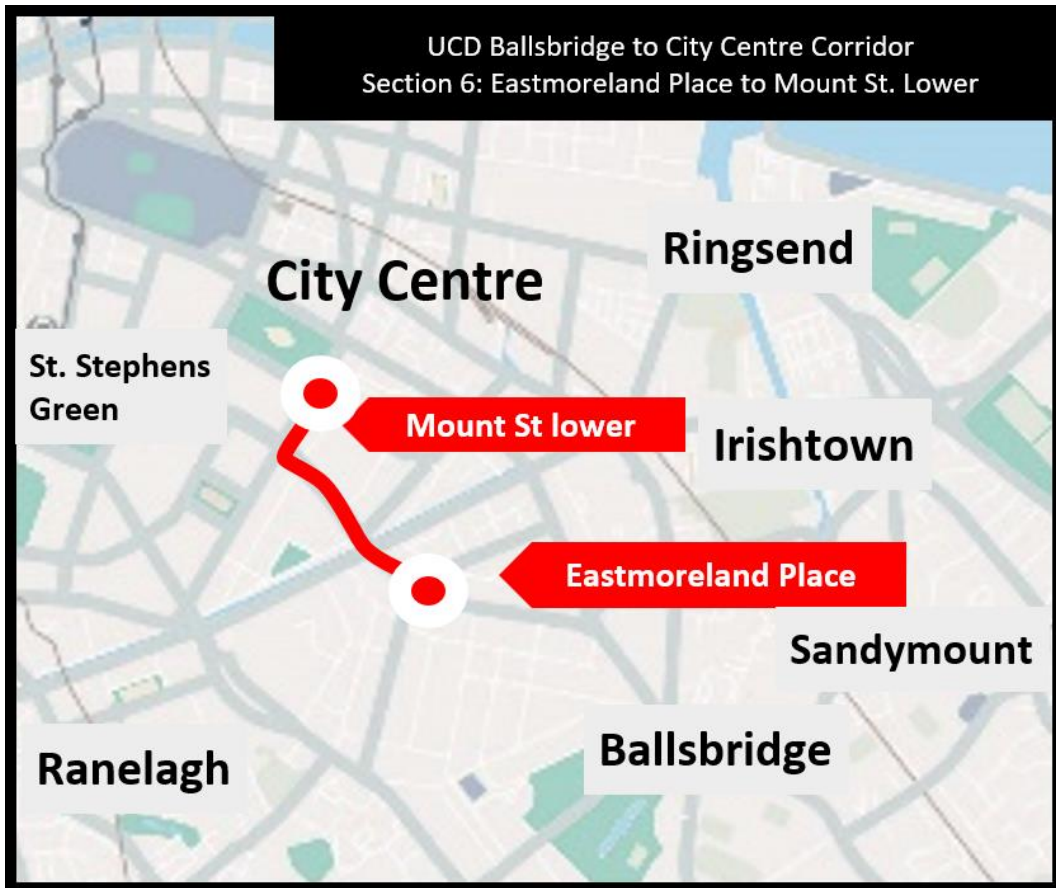 UCD Ballsbridge to City Centre Corridor
Section 6: Eastmoreland Place to Mount St. Lower
Ringsend
City Centre
St. Stephens
Green
Mount St lower
Irishtown
Eastmoreland Place
Sandymount
Ballsbridge
Ranelagh